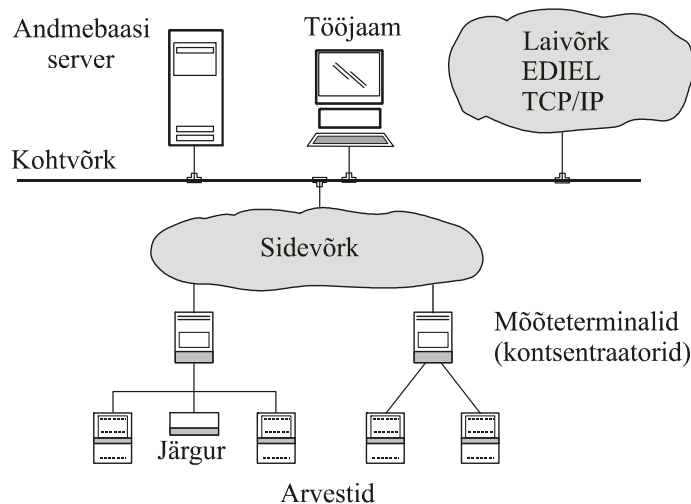 Andmebaasi
server
Tööjaam
Laivõrk
EDIEL
TCP/IP
Kohtvõrk
Sidevõrk
Mõõteterminalid
(kontsentraatorid)
Järgur
Arvestid